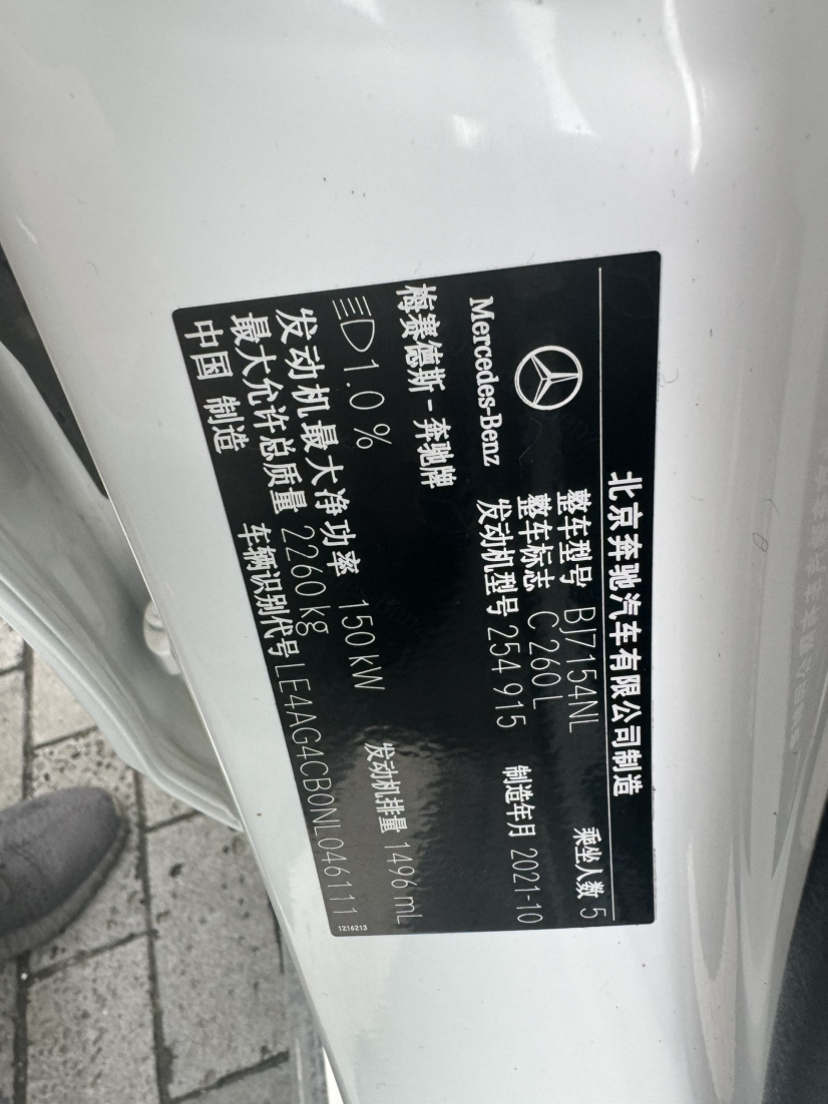 北京奔驰汽车有限公司制造
整车型号 BJ7154NL 乘坐人数 5
整车标志 C 260 L
Mercedes-Benz 发动机型号 254 915 制造年月 2021-10
梅赛德斯-奔驰牌
1.0 % 发动机排量 1496 mL
发动机最大净功率 150 kW
最大允许总质量 2260 kg
中国 制造 车辆识别代号 LE4AG4CB0NL046111
1216213